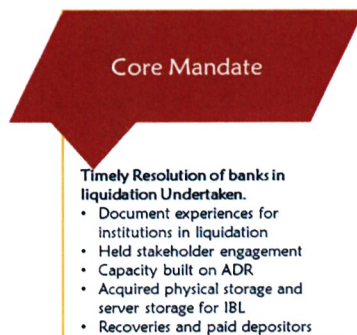 Core Mandate
Timely Resolution of banks in
liquidation Undertaken.
• Document experiences for
institutions in liquidation
• Held stakeholder engagement
• Capacity built on ADR
• Acquired physical storage and
server storage for IBL
• Recoveries and paid depositors